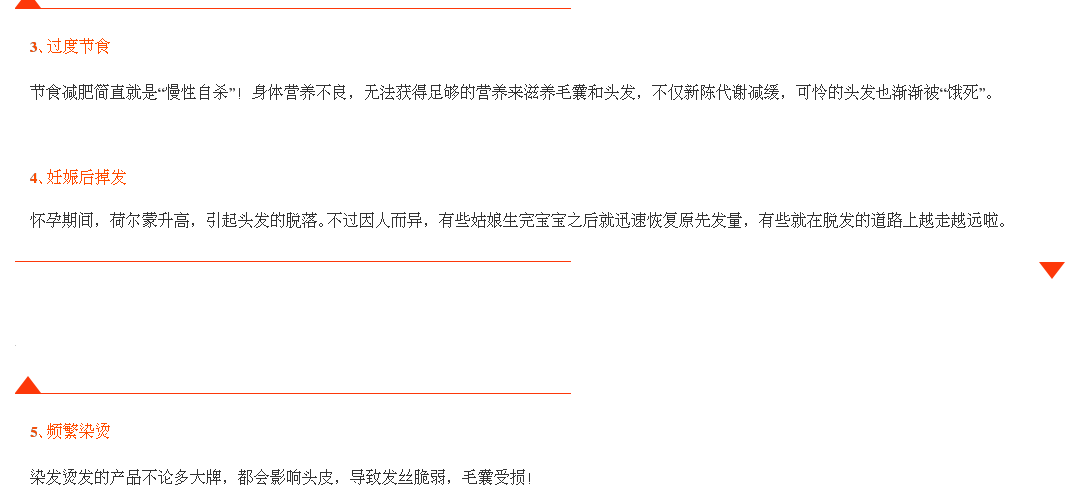 3、过度节食
节食减肥简直就是“慢性自杀”！身体营养不良，无法获得足够的营养来滋养毛囊和头发，不仅新陈代谢减缓，可怜的头发也渐渐被“饿死”。
4、妊娠后掉发
怀孕期间，荷尔蒙升高，引起头发的脱落。不过因人而异，有些姑娘生完宝宝之后就迅速恢复原先发量，有些就在脱发的道路上越走越远啦。
5、频繁染烫
染发烫发的产品不论多大牌，都会影响头皮，导致发丝脆弱，毛囊受损！